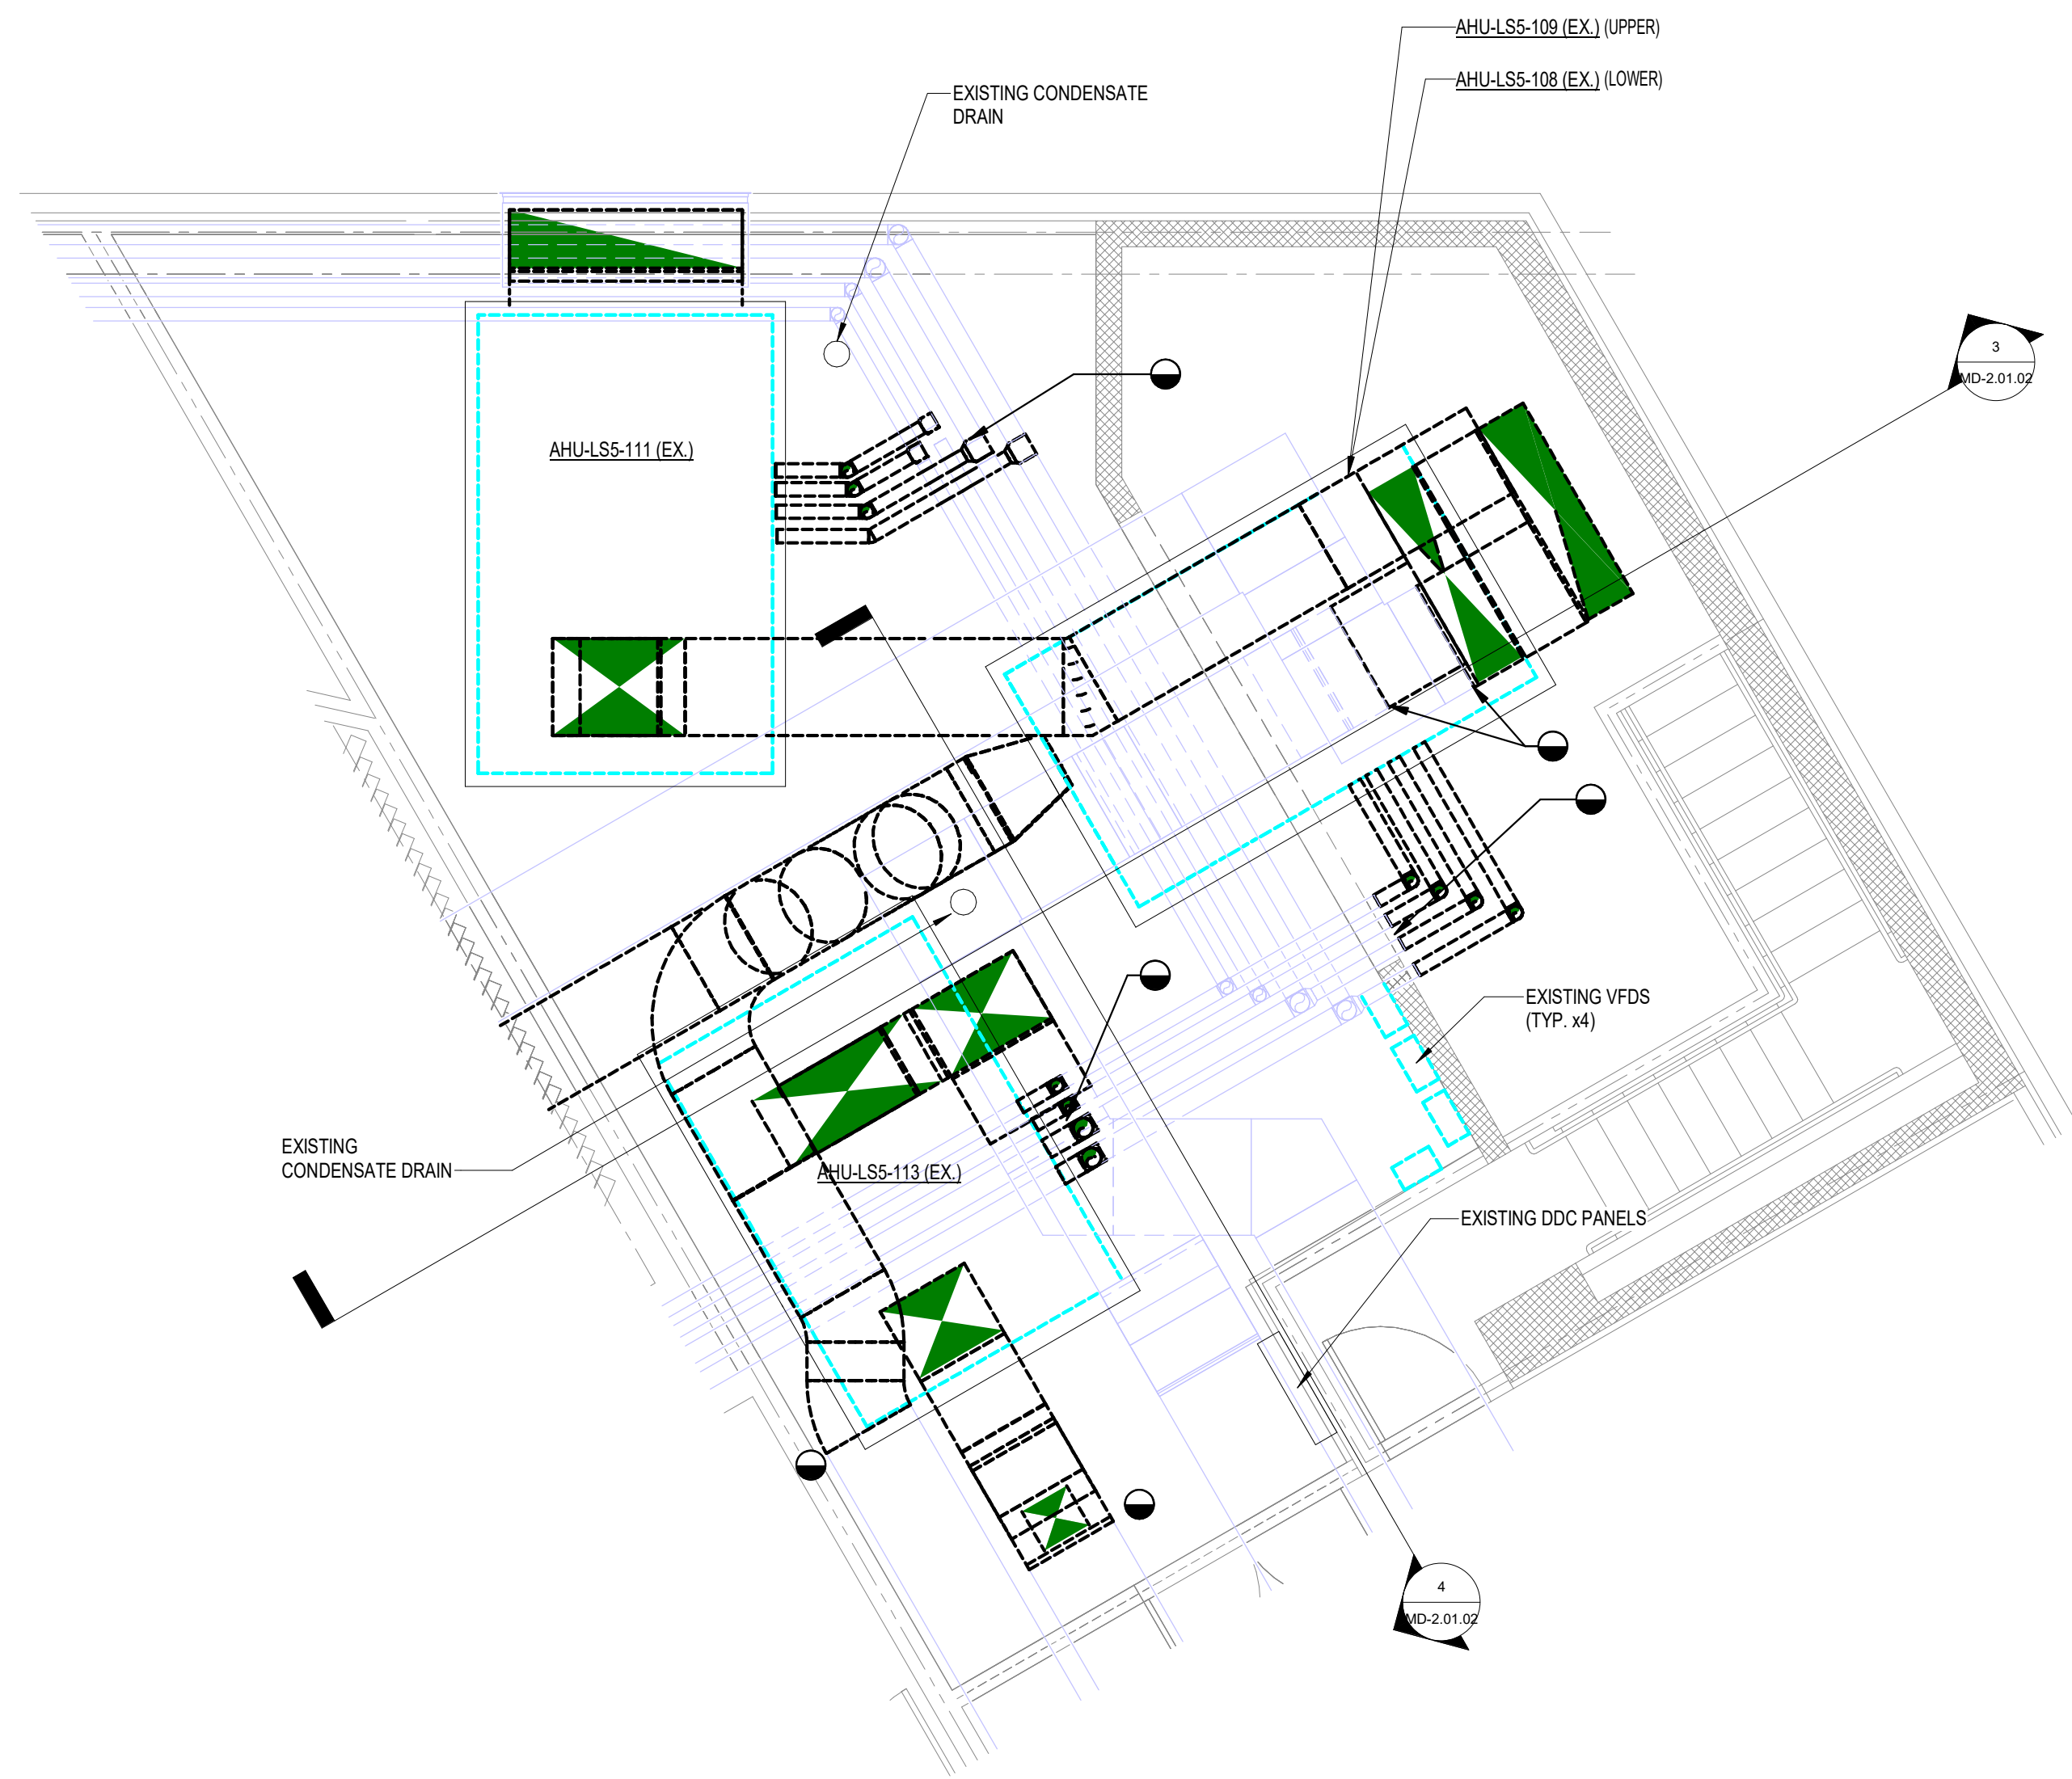 AHU-LS5-109 (EX.) (UPPER)
AHU-LS5-108 (EX.) (LOWER)
EXISTING CONDENSATE
DRAIN
3
MD-2.01.02
AHU-LS5-111 (EX.)
EXISTING VFDS
(TYP. x4)
EXISTING
CONDENSATE DRAIN
AHU-LS5-113 (EX.)
EXISTING DDC PANELS
4
MD-2.01.02